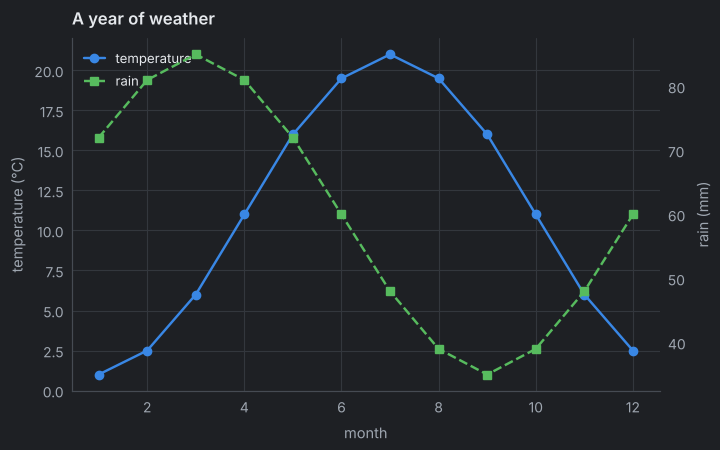 A year of weather
temperature
rain
temperature (°C)
20.0
17.5
15.0
12.5
10.0
7.5
5.0
2.5
0.0
80
70
60
50
40
rain (mm)
2 4 6 8 10 12
month